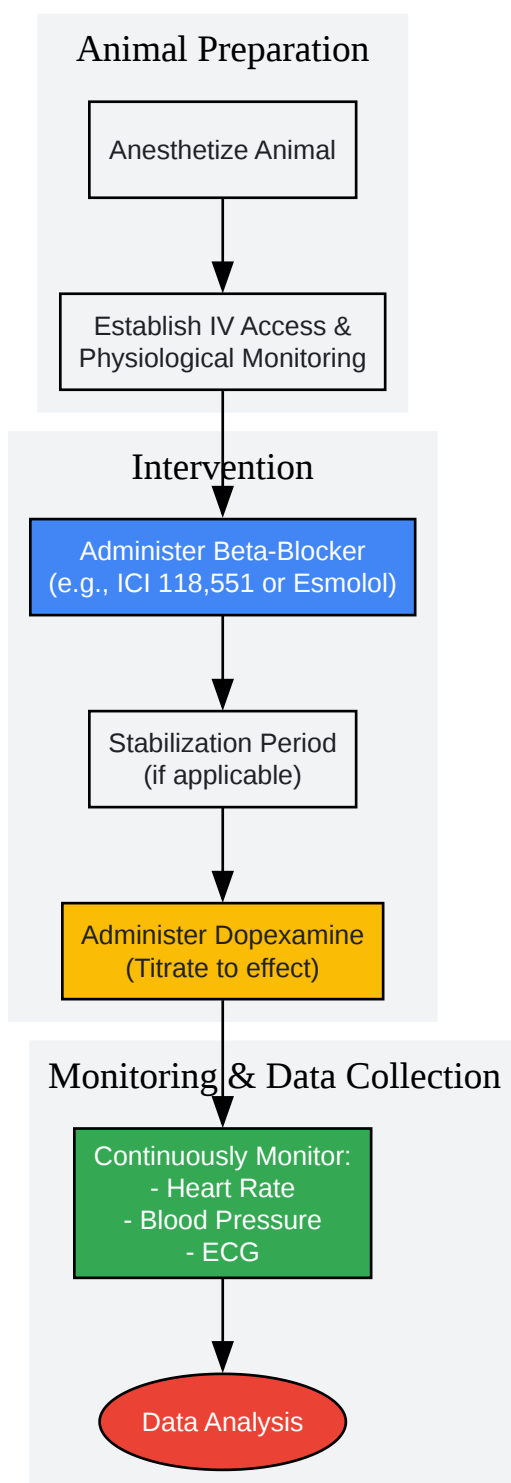 Animal Preparation
Anesthetize Animal
Establish IV Access &
Physiological Monitoring
Intervention
Administer Beta-Blocker
(e.g., ICI 118,551 or Esmolol)
Stabilization Period
(if applicable)
Administer Dopexamine
(Titrate to effect)
Monitoring & Data Collection
Continuously Monitor:
- Heart Rate
- Blood Pressure
- ECG
Data Analysis